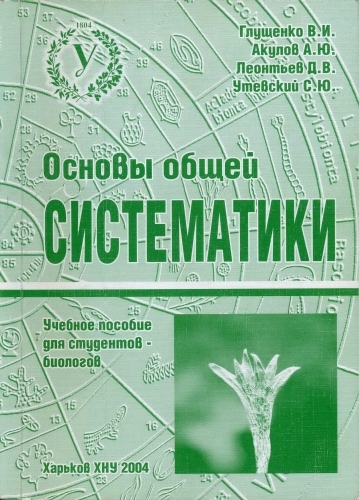 1804
У
Глущенко В.И.
Акулов А.Ю.
Леонтьев Д.В.
Утевский С.Ю.
Основы общей
СИСТЕМАТИКИ
Учебное пособие
для студентов -
биологов
Харьков ХНУ 2004